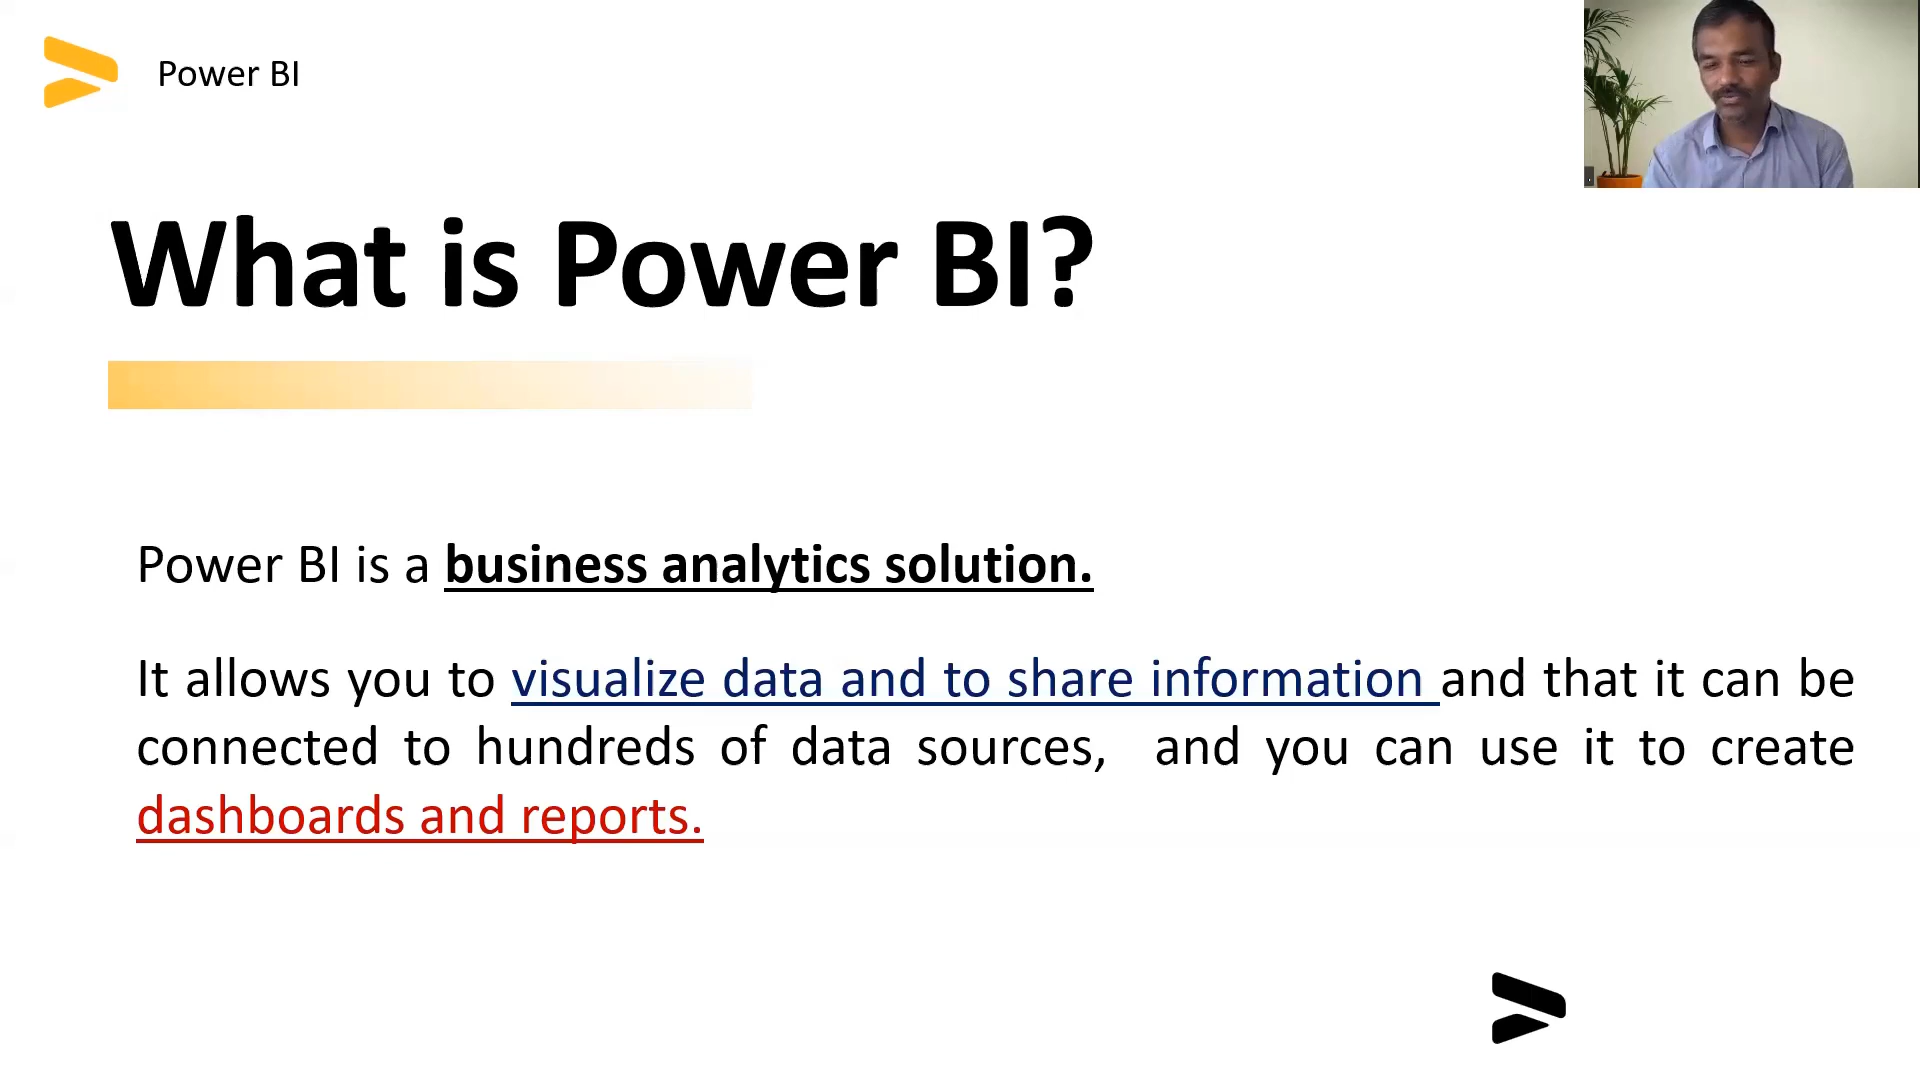 Power BI
What is Power BI?
Power BI is a business analytics solution.
It allows you to visualize data and to share information and that it can be
connected to hundreds of data sources,  and you can use it to create
dashboards and reports.